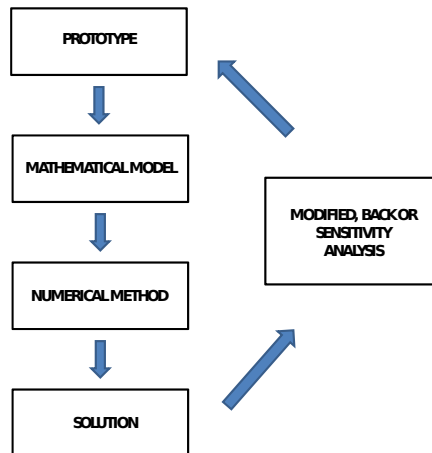 PROTOTYPE
MATHEMATICAL MODEL
NUMERICAL METHOD
SOLUTION
MODIFIED, BACK OR
SENSITIVITY
ANALYSIS